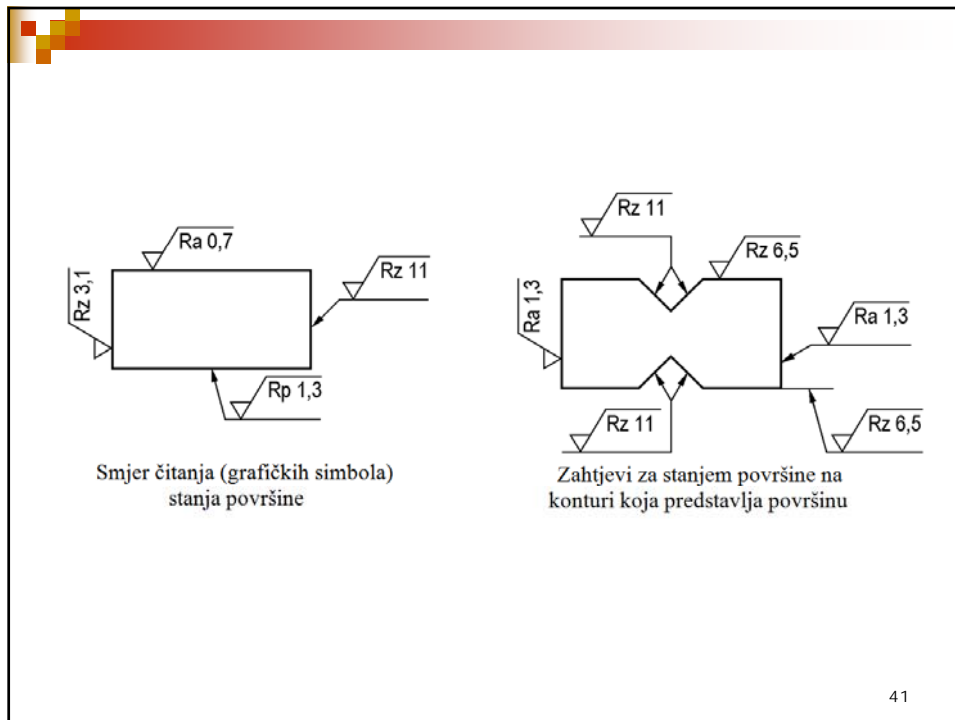 Ra 0,7
Rz 3,1
Rz 11
Rp 1,3
Smjer čitanja (grafičkih simbola)
stanja površine
Rz 11
Rz 6,5
Ra 1,3
Ra 1,3
Rz 11
Rz 6,5
Zahtjevi za stanjem površine na
konturi koja predstavlja površinu
41